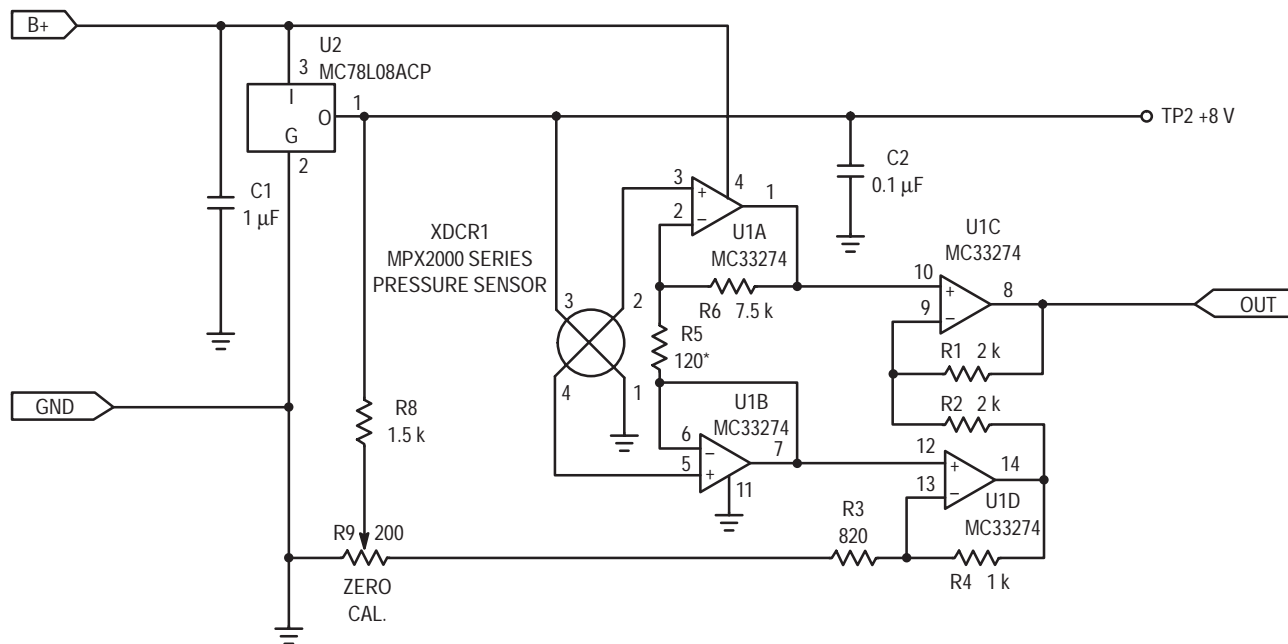 B+
U2
MC78L08ACP
3
I
O
G
1
2
TP2 +8 V
C1
1 µF
C2
0.1 µF
XDCR1
MPX2000 SERIES
PRESSURE SENSOR
3
2
4
1
3
+
2
–
4
1
U1A
MC33274
R6 7.5 k
R5
120*
U1B
MC33274
6
–
5
+
7
11
U1C
MC33274
10
+
9
–
8
OUT
R1 2 k
R2 2 k
12
+
13
–
14
U1D
MC33274
GND
R8
1.5 k
R9 200
ZERO
CAL.
R3
820
R4 1 k